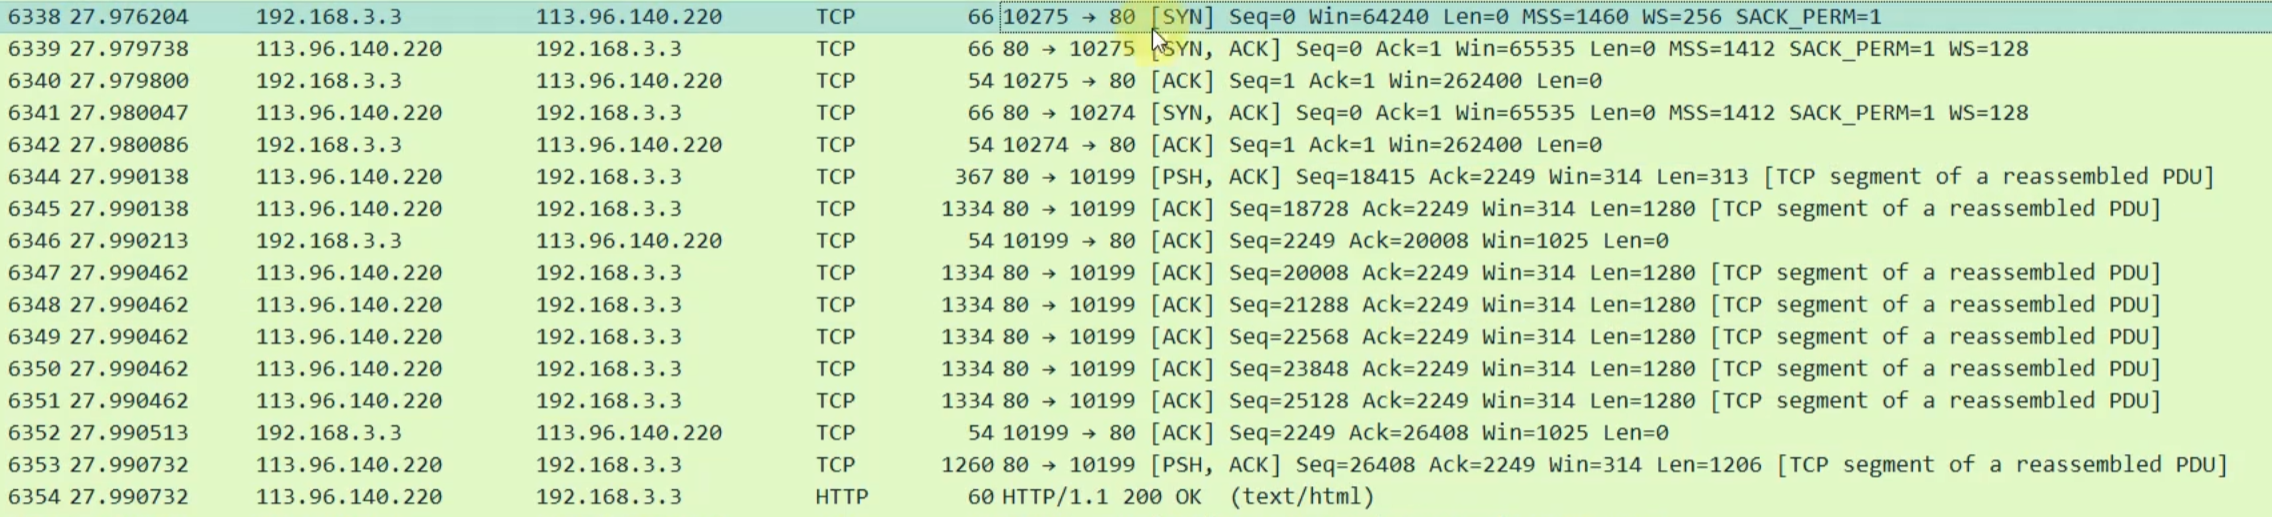 6338 27.976204 192.168.3.3 113.96.140.220 TCP 66 10275 → 80 [SYN] Seq=0 Win=64240 Len=0 MSS=1460 WS=256 SACK_PERM=1
6339 27.979738 113.96.140.220 192.168.3.3 TCP 66 80 → 10275 [SYN, ACK] Seq=0 Ack=1 Win=65535 Len=0 MSS=1412 SACK_PERM=1 WS=128
6340 27.979800 192.168.3.3 113.96.140.220 TCP 54 10275 → 80 [ACK] Seq=1 Ack=1 Win=262400 Len=0
6341 27.980047 113.96.140.220 192.168.3.3 TCP 66 80 → 10274 [SYN, ACK] Seq=0 Ack=1 Win=65535 Len=0 MSS=1412 SACK_PERM=1 WS=128
6342 27.980086 192.168.3.3 113.96.140.220 TCP 54 10274 → 80 [ACK] Seq=1 Ack=1 Win=262400 Len=0
6344 27.990138 113.96.140.220 192.168.3.3 TCP 367 80 → 10199 [PSH, ACK] Seq=18415 Ack=2249 Win=314 Len=313 [TCP segment of a reassembled PDU]
6345 27.990138 113.96.140.220 192.168.3.3 TCP 1334 80 → 10199 [ACK] Seq=18728 Ack=2249 Win=314 Len=1280 [TCP segment of a reassembled PDU]
6346 27.990213 192.168.3.3 113.96.140.220 TCP 54 10199 → 80 [ACK] Seq=2249 Ack=20008 Win=1025 Len=0
6347 27.990462 113.96.140.220 192.168.3.3 TCP 1334 80 → 10199 [ACK] Seq=20008 Ack=2249 Win=314 Len=1280 [TCP segment of a reassembled PDU]
6348 27.990462 113.96.140.220 192.168.3.3 TCP 1334 80 → 10199 [ACK] Seq=21288 Ack=2249 Win=314 Len=1280 [TCP segment of a reassembled PDU]
6349 27.990462 113.96.140.220 192.168.3.3 TCP 1334 80 → 10199 [ACK] Seq=22568 Ack=2249 Win=314 Len=1280 [TCP segment of a reassembled PDU]
6350 27.990462 113.96.140.220 192.168.3.3 TCP 1334 80 → 10199 [ACK] Seq=23848 Ack=2249 Win=314 Len=1280 [TCP segment of a reassembled PDU]
6351 27.990462 113.96.140.220 192.168.3.3 TCP 1334 80 → 10199 [ACK] Seq=25128 Ack=2249 Win=314 Len=1280 [TCP segment of a reassembled PDU]
6352 27.990513 192.168.3.3 113.96.140.220 TCP 54 10199 → 80 [ACK] Seq=2249 Ack=26408 Win=1025 Len=0
6353 27.990732 113.96.140.220 192.168.3.3 TCP 1260 80 → 10199 [PSH, ACK] Seq=26408 Ack=2249 Win=314 Len=1206 [TCP segment of a reassembled PDU]
6354 27.990732 113.96.140.220 192.168.3.3 HTTP 60 HTTP/1.1 200 OK (text/html)